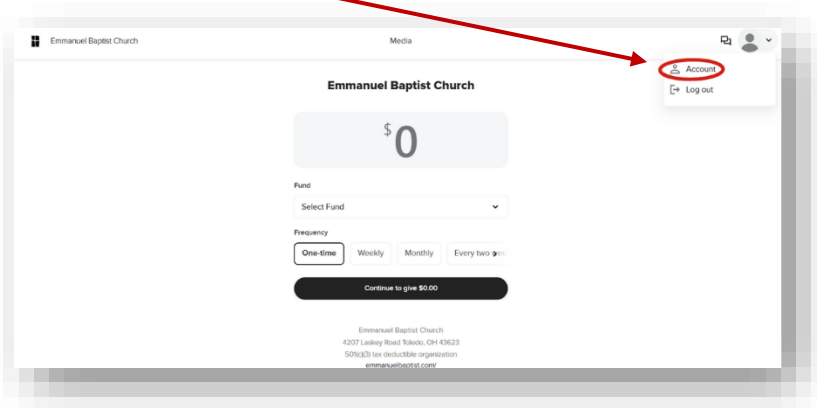 Emmanuel Baptist Church
Media
Account
Log out
Emmanuel Baptist Church
$0
Fund
Select Fund
Frequency
One-time Weekly Monthly Every two
Continue to give $0.00
Emmanuel Baptist Church
4207 Laskey Road Toledo, OH 43623
501(c)(3) tax deductible organization
emmanuelbaptist.com/